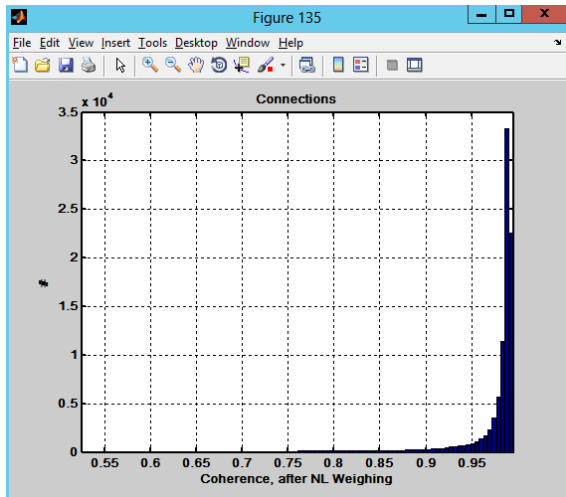 Figure 135
File Edit View Insert Tools Desktop Window Help
x 10^4
Connections
3.5
3
2.5
2
1.5
1
0.5
0
#
0.55 0.6 0.65 0.7 0.75 0.8 0.85 0.9 0.95
Coherence, after NL Weighing